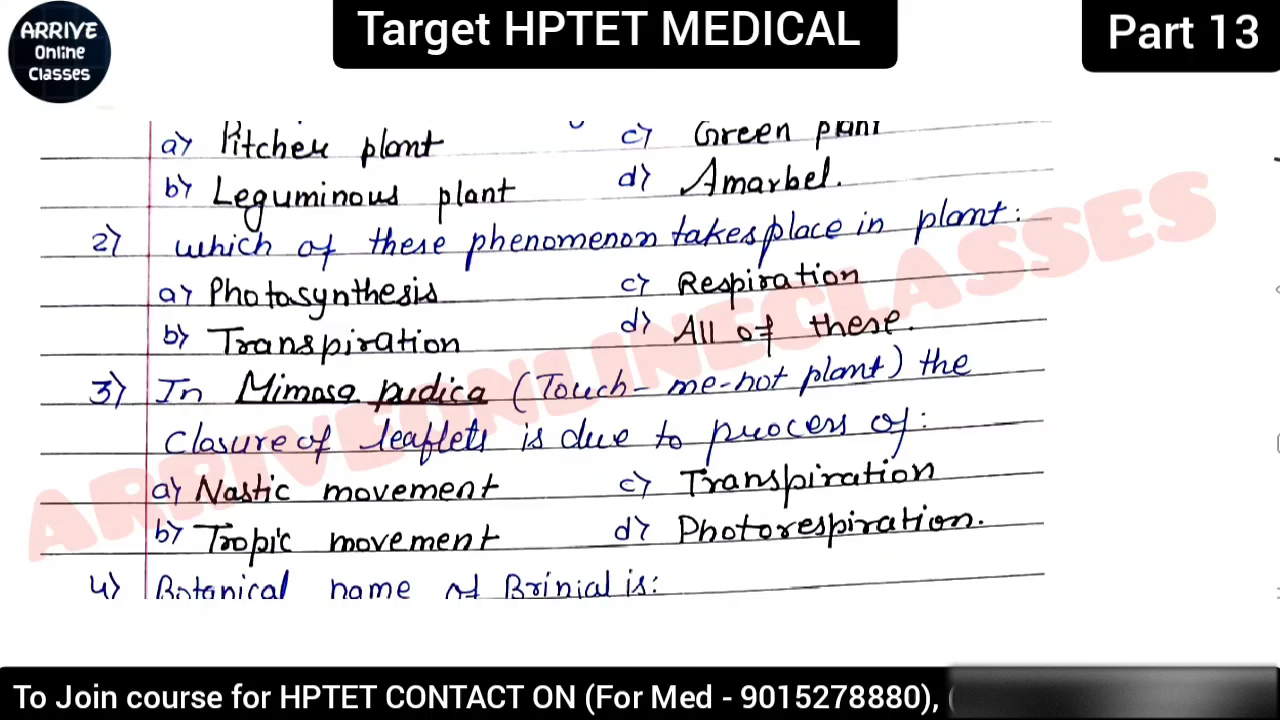 ARRIVE
Online
Classes
Target HPTET MEDICAL
Part 13
a) Pitcher plant
c) Green plant
b) Leguminous plant
d) Amarbel.
2) which of these phenomenon takesplace in plant:
a) Photasynthesis
c) Respiration
b) Transpiration
d) All of these.
3) In Mimosa pudica (Touch-me-not plant) the
Closure of leaflets is due to process of:
a) Nastic movement
c) Transpiration
b) Tropic movement
d) Photorespiration.
4) Botanical name of Brinjal is:
ARRIVEONLINECLASSES
To Join course for HPTET CONTACT ON (For Med - 9015278880), (